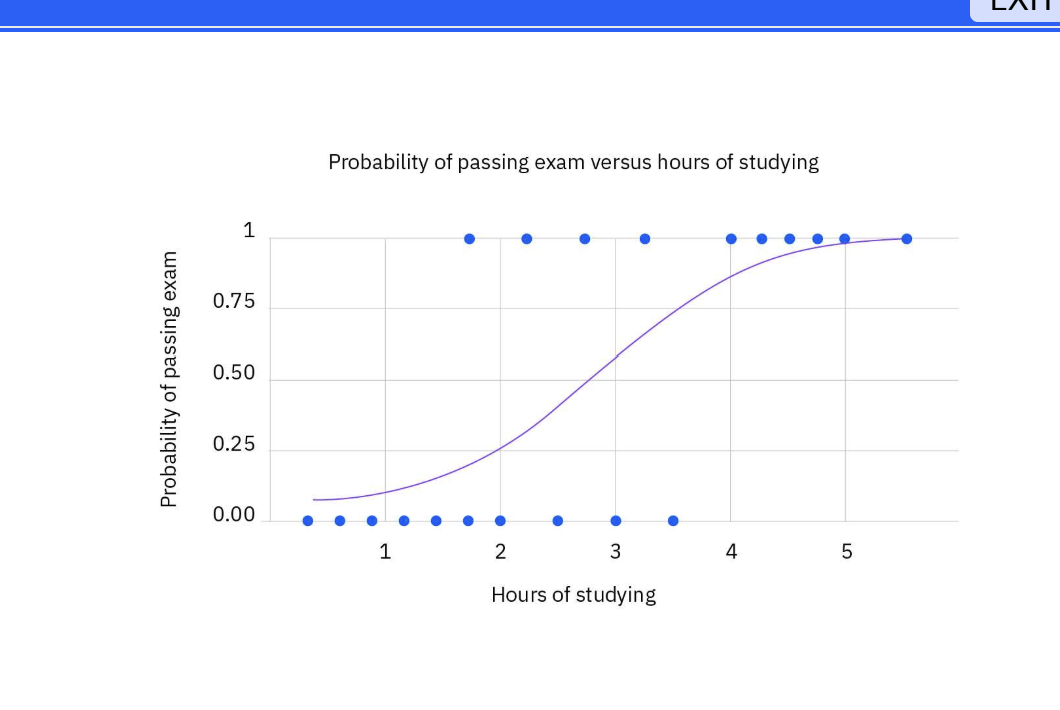 EXIT
Probability of passing exam versus hours of studying
Probability of passing exam
1
0.75
0.50
0.25
0.00
1 2 3 4 5
Hours of studying